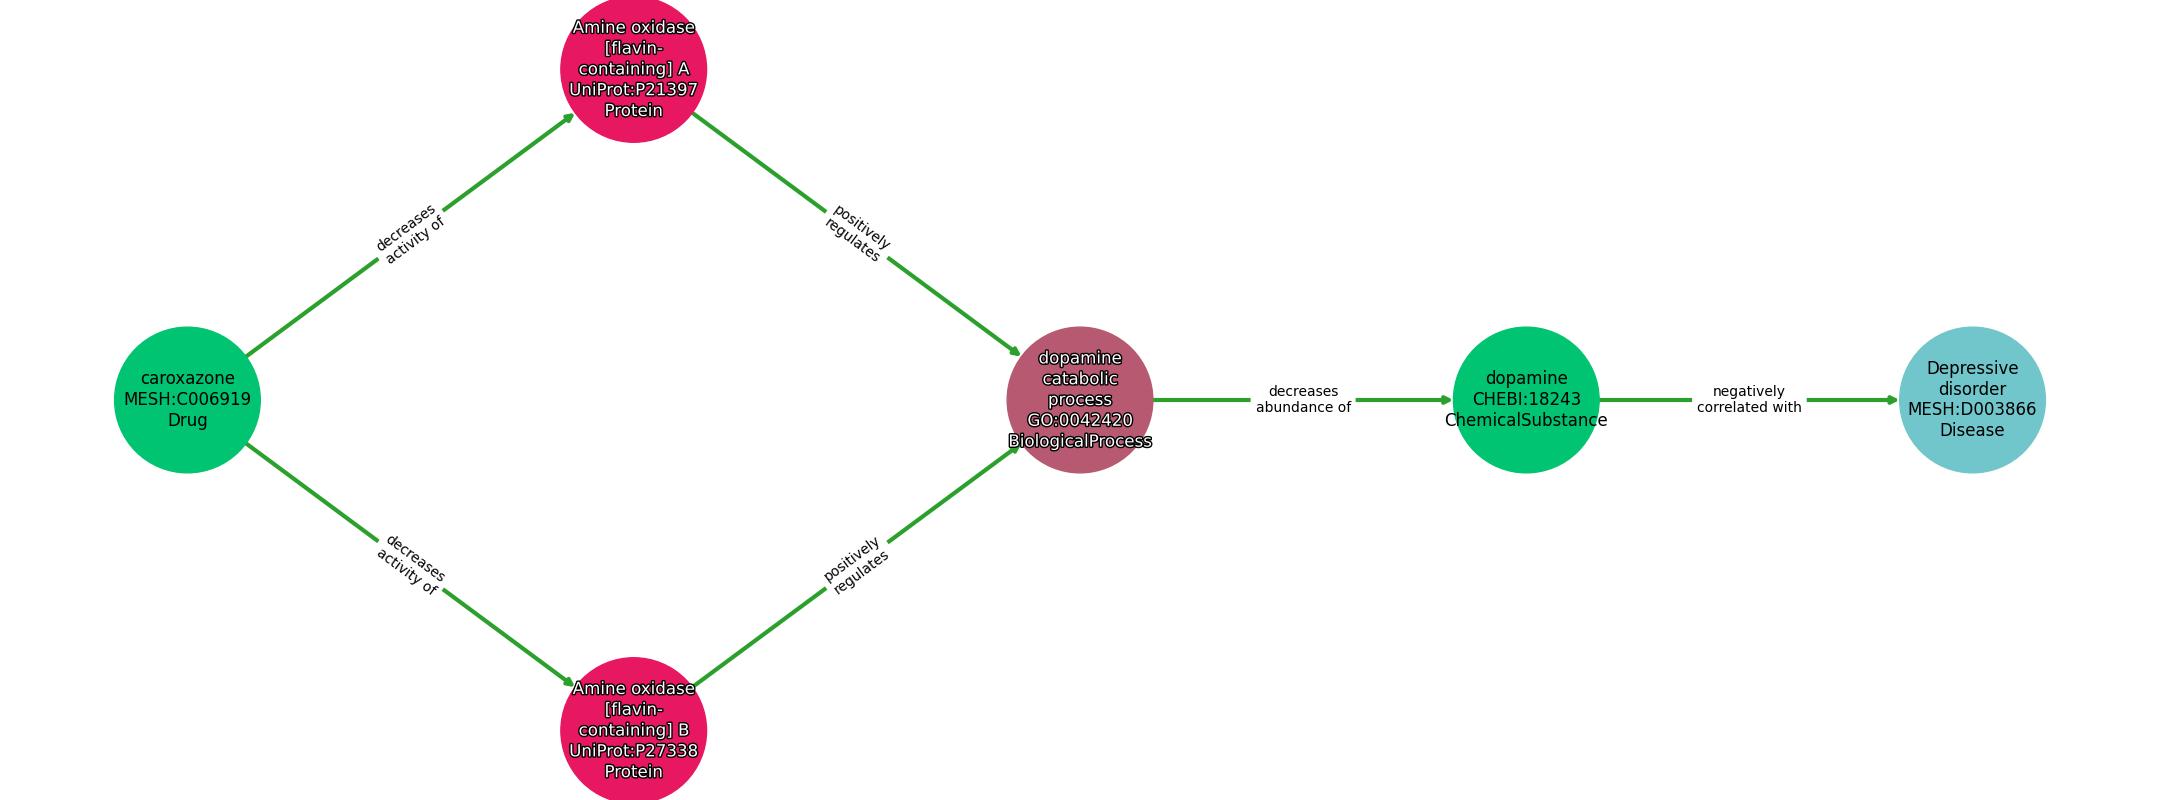 Amine oxidase
[flavin-
containing] A
UniProt:P21397
Protein
decreases
activity of
positively
regulates
caroxazone
MESH:C006919
Drug
dopamine
catabolic
process
GO:0042420
BiologicalProcess
decreases
abundance of
dopamine
CHEBI:18243
ChemicalSubstance
negatively
correlated with
Depressive
disorder
MESH:D003866
Disease
decreases
activity of
positively
regulates
Amine oxidase
[flavin-
containing] B
UniProt:P27338
Protein